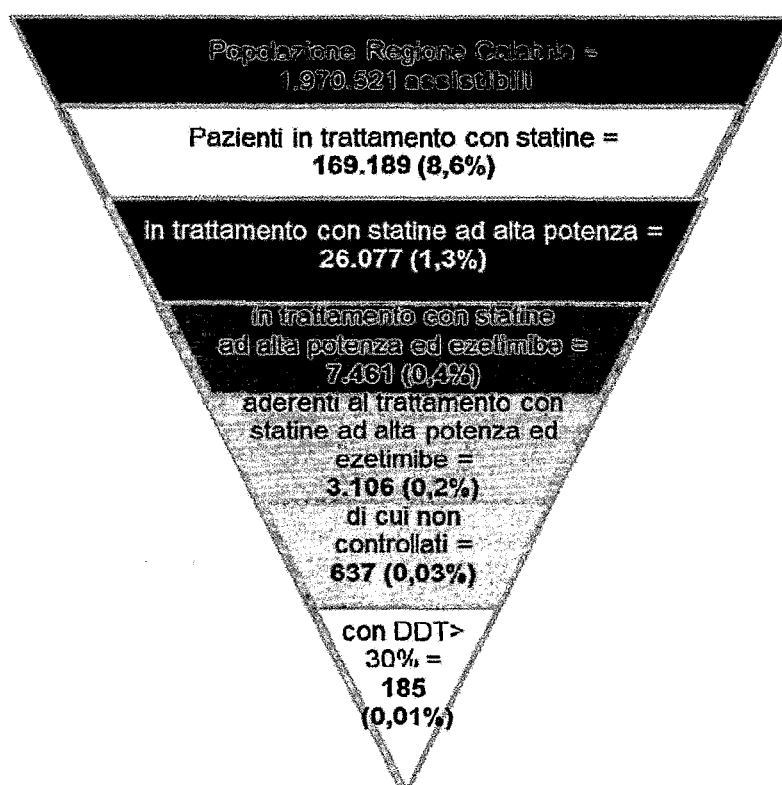 Popolazione Regione Calabria =
1.970.521 assistibili
Pazienti in trattamento con statine =
169.189 (8,6%)
In trattamento con statine ad alta potenza =
26.077 (1,3%)
In trattamento con statine
ad alta potenza ed ezetimibe =
7.461 (0,4%)
aderenti al trattamento con
statine ad alta potenza ed
ezetimibe =
3.106 (0,2%)
di cui non
controllati =
637 (0,03%)
con DDT>
30% =
185
(0,01%)